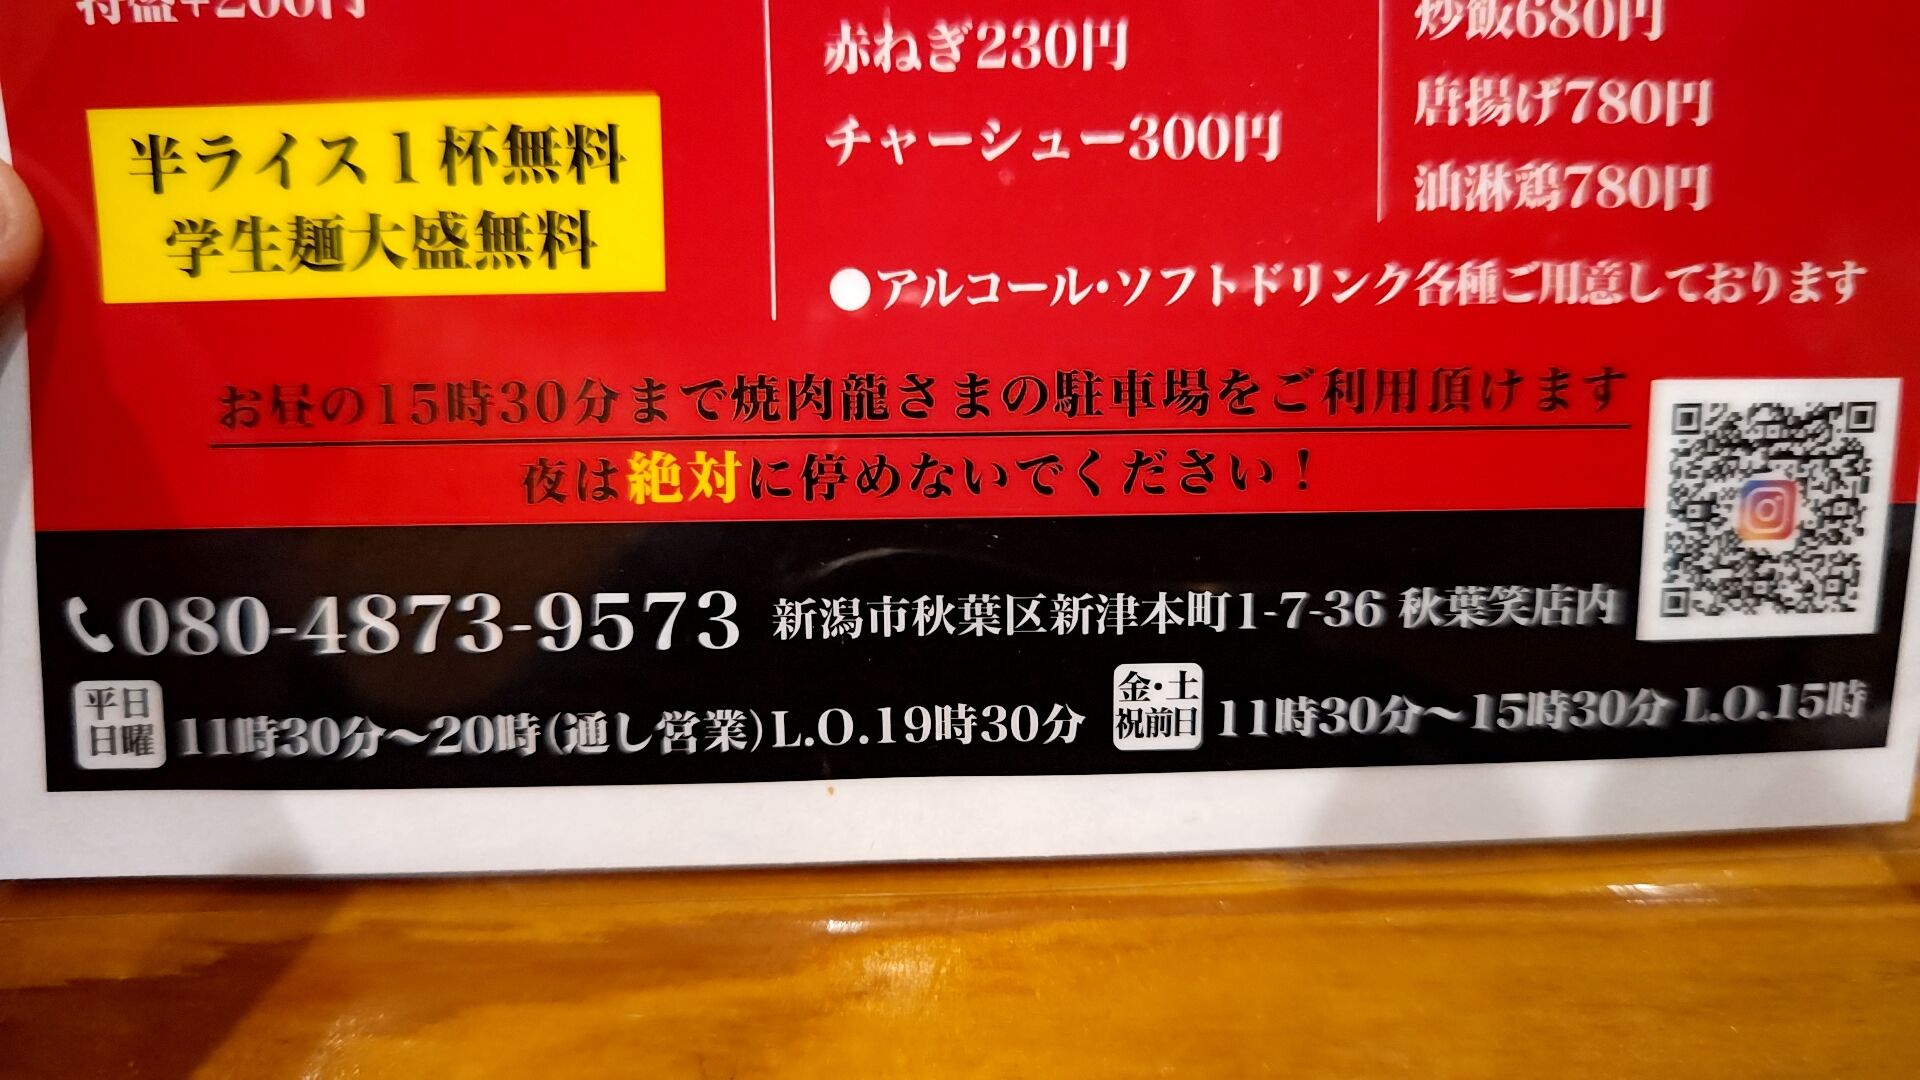 特盛+200円
半ライス1杯無料
学生麺大盛無料
赤ねぎ230円
チャーシュー300円
炒飯680円
唐揚げ780円
油淋鶏780円
●アルコール・ソフトドリンク各種ご用意しております
お昼の15時30分まで焼肉龍さまの駐車場をご利用頂けます
夜は絶対に停めないでください！
080-4873-9573 新潟市秋葉区新津本町1-7-36 秋葉笑店内
平日
日曜
11時30分〜20時(通し営業)L.O.19時30分
金・土
祝前日
11時30分〜15時30分 L.O.15時